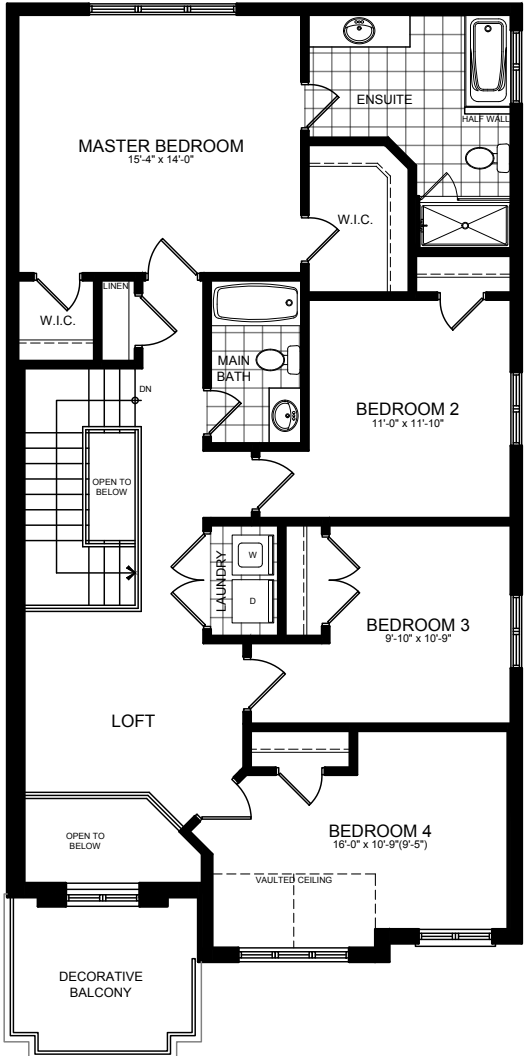 ENSUITE
HALF WALL
MASTER BEDROOM
15'-4" x 14'-0"
W.I.C.
LINEN
W.I.C.
MAIN
BATH
DN
BEDROOM 2
11'-0" x 11'-10"
OPEN TO
BELOW
LAUNDRY
W
D
BEDROOM 3
9'-10" x 10'-9"
LOFT
BEDROOM 4
16'-0" x 10'-9"(9'-5")
OPEN TO
BELOW
VAULTED CEILING
DECORATIVE
BALCONY